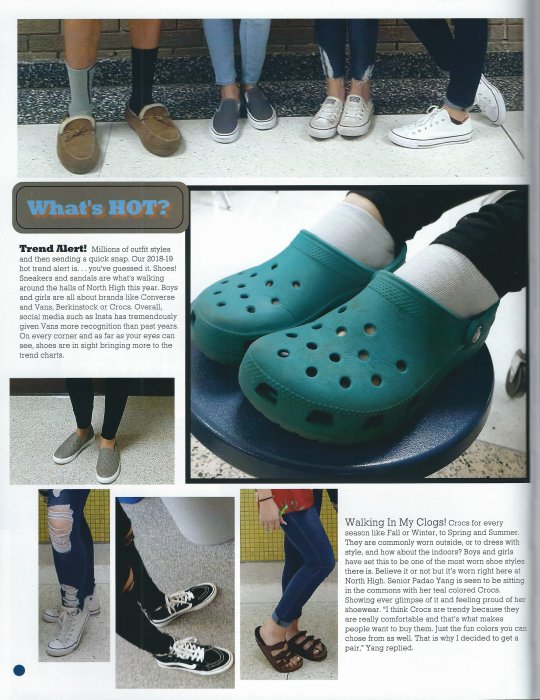 What's HOT?
Trend Alert! Millions of outfit styles
and then sending a quick snap. Our 2018-19
hot trend alert is. . . you've guessed it. Shoes!
Sneakers and sandals are what's walking
around the halls of North High this year. Boys
and girls are all about brands like Converse
and Vans, Berkinstock or Crocs. Overall,
social media such as Insta has tremendously
given Vans more recognition than past years.
On every corner and as far as your eyes can
see, shoes are in sight bringing more to the
trend charts.
Walking In My Clogs! Crocs for every
season like Fall or Winter, to Spring and Summer.
They are commonly worn outside, or to dress with
style, and how about the indoors? Boys and girls
have set this to be one of the most worn shoe styles
there is. Believe it or not but it's worn right here at
North High. Senior Padao Yang is seen to be sitting
in the commons with her teal colored Crocs.
Showing ever glimpse of it and feeling proud of her
shoewear. "I think Crocs are trendy because they
are really comfortable and that's what makes
people want to buy them. Just the fun colors you can
chose from as well. That is why I decided to get a
pair," Yang replied.